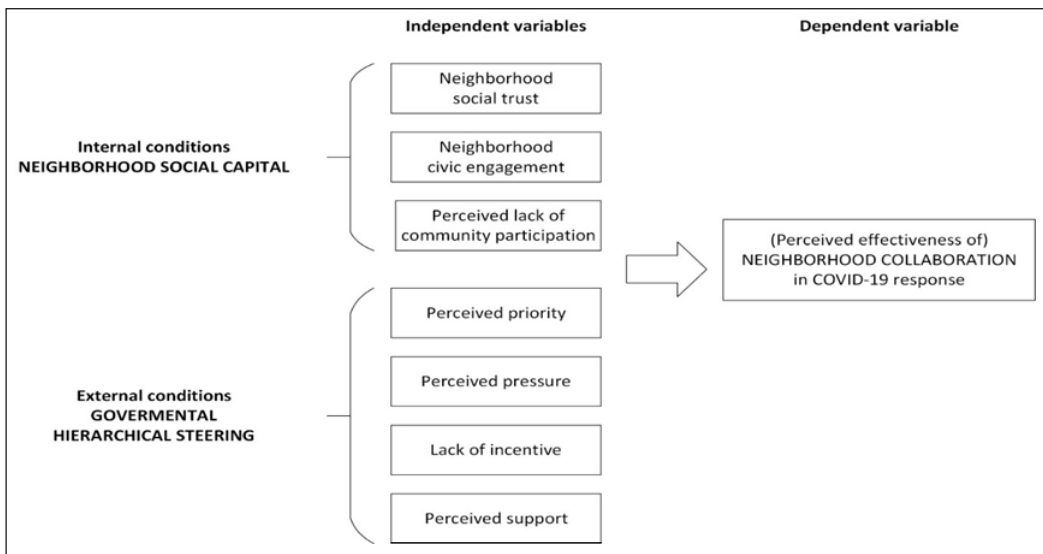 Independent variables
Dependent variable
Internal conditions
NEIGHBORHOOD SOCIAL CAPITAL
Neighborhood
social trust
Neighborhood
civic engagement
Perceived lack of
community participation
External conditions
GOVERMENTAL
HIERARCHICAL STEERING
Perceived priority
Perceived pressure
Lack of incentive
Perceived support
(Perceived effectiveness of)
NEIGHBORHOOD COLLABORATION
in COVID-19 response